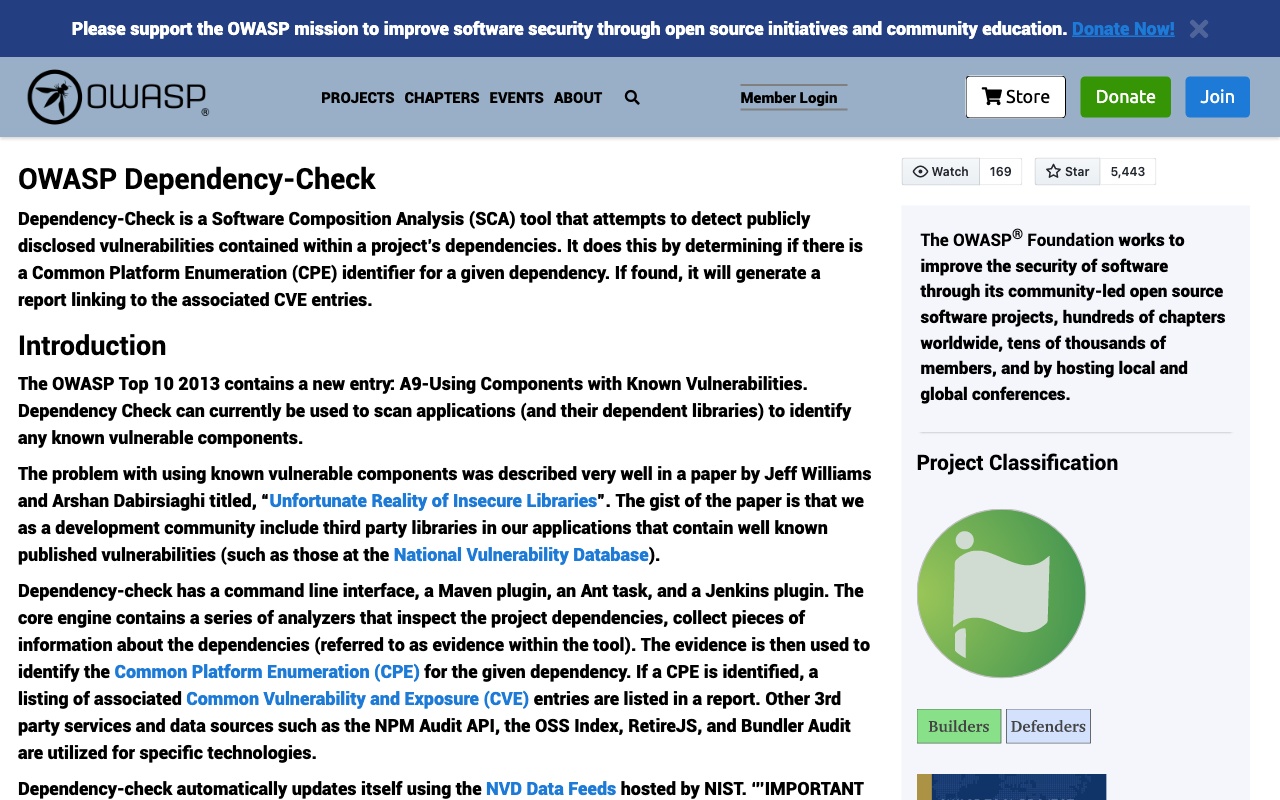 Please support the OWASP mission to improve software security through open source initiatives and community education. Donate Now!
OWASP®
PROJECTS CHAPTERS EVENTS ABOUT
Member Login
Store
Donate
Join
OWASP Dependency-Check
Dependency-Check is a Software Composition Analysis (SCA) tool that attempts to detect publicly
disclosed vulnerabilities contained within a project’s dependencies. It does this by determining if there is
a Common Platform Enumeration (CPE) identifier for a given dependency. If found, it will generate a
report linking to the associated CVE entries.
Introduction
The OWASP Top 10 2013 contains a new entry: A9-Using Components with Known Vulnerabilities.
Dependency Check can currently be used to scan applications (and their dependent libraries) to identify
any known vulnerable components.
The problem with using known vulnerable components was described very well in a paper by Jeff Williams
and Arshan Dabirsiaghi titled, “Unfortunate Reality of Insecure Libraries”. The gist of the paper is that we
as a development community include third party libraries in our applications that contain well known
published vulnerabilities (such as those at the National Vulnerability Database).
Dependency-check has a command line interface, a Maven plugin, an Ant task, and a Jenkins plugin. The
core engine contains a series of analyzers that inspect the project dependencies, collect pieces of
information about the dependencies (referred to as evidence within the tool). The evidence is then used to
identify the Common Platform Enumeration (CPE) for the given dependency. If a CPE is identified, a
listing of associated Common Vulnerability and Exposure (CVE) entries are listed in a report. Other 3rd
party services and data sources such as the NPM Audit API, the OSS Index, RetireJS, and Bundler Audit
are utilized for specific technologies.
Dependency-check automatically updates itself using the NVD Data Feeds hosted by NIST. ‘”’IMPORTANT
Watch 169
Star 5,443
The OWASP® Foundation works to
improve the security of software
through its community-led open source
software projects, hundreds of chapters
worldwide, tens of thousands of
members, and by hosting local and
global conferences.
Project Classification
Builders
Defenders